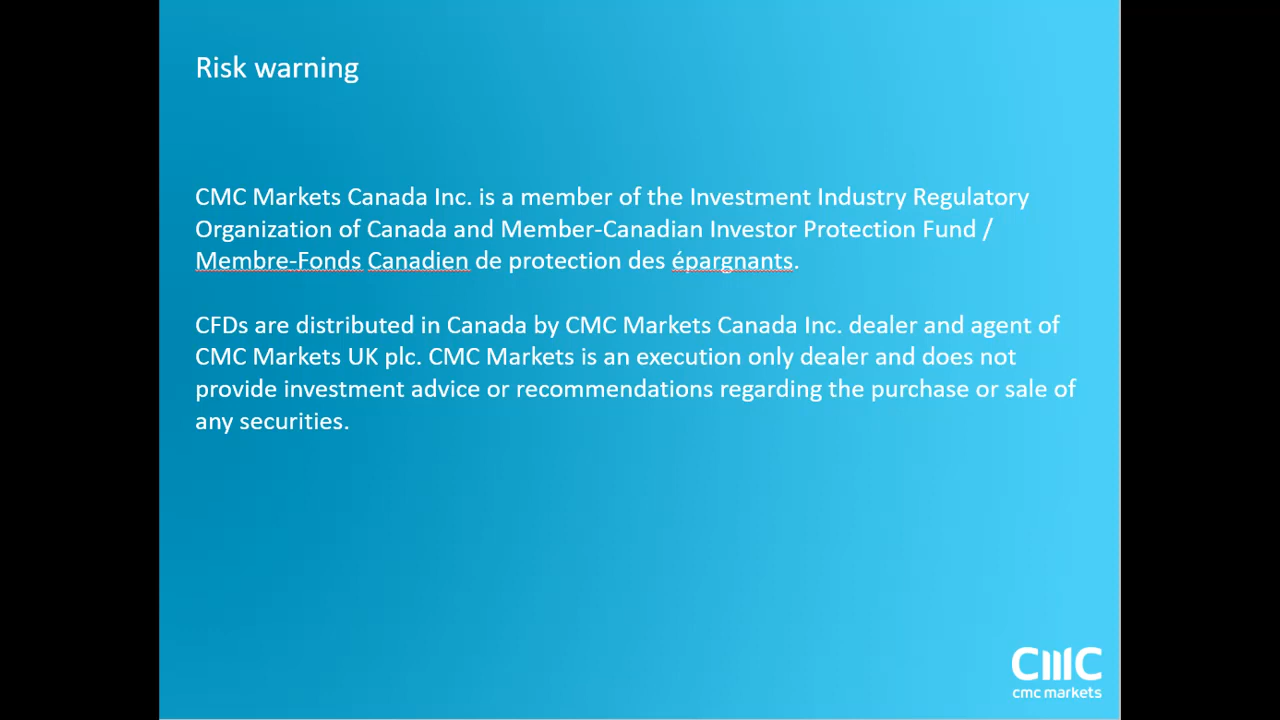 Risk warning
CMC Markets Canada Inc. is a member of the Investment Industry Regulatory
Organization of Canada and Member-Canadian Investor Protection Fund /
Membre-Fonds Canadien de protection des épargnants.
CFDs are distributed in Canada by CMC Markets Canada Inc. dealer and agent of
CMC Markets UK plc. CMC Markets is an execution only dealer and does not
provide investment advice or recommendations regarding the purchase or sale of
any securities.
CMC
cmc markets